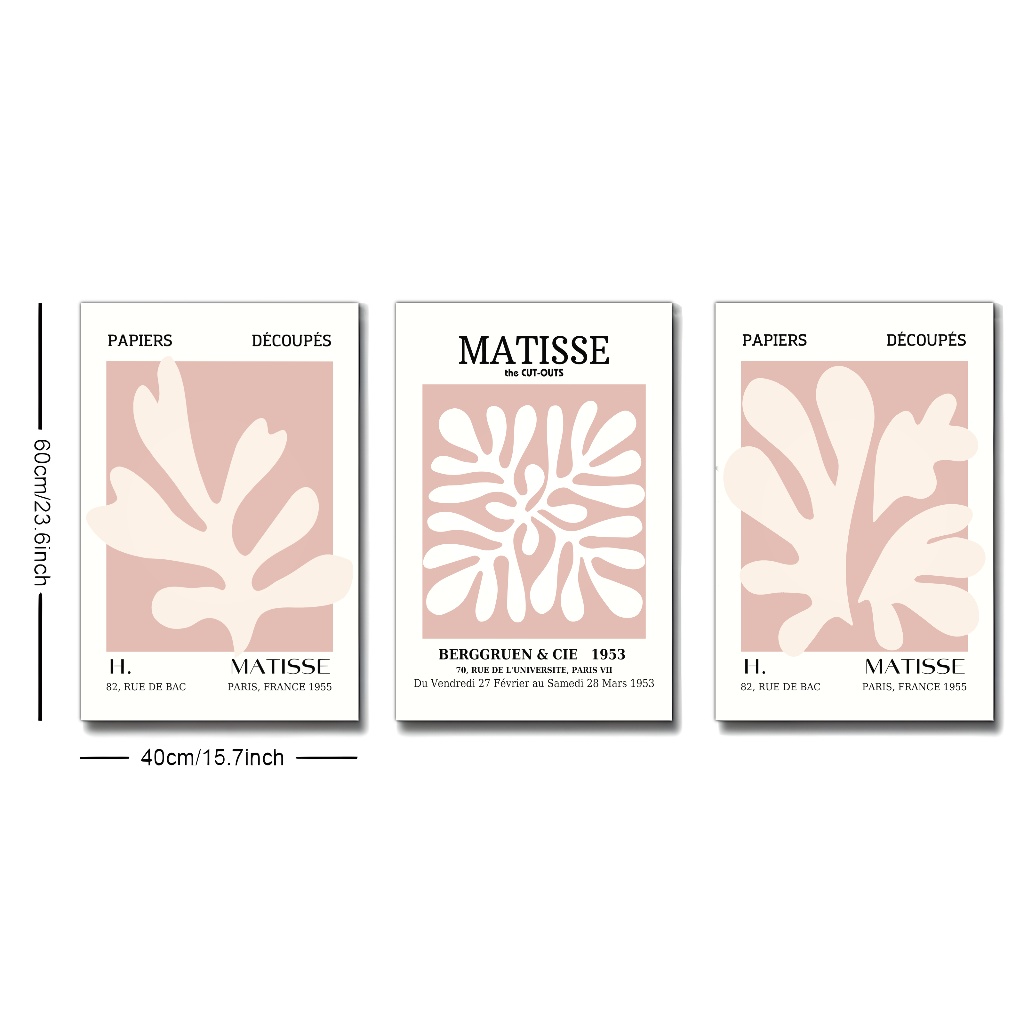 60cm/23.6inch
PAPIERS DÉCOUPÉS
H. MATISSE
82, RUE DE BAC PARIS, FRANCE 1955
MATISSE
the CUT-OUTS
BERGGRUEN & CIE 1953
70, RUE DE L'UNIVERSITE, PARIS VII
Du Vendredi 27 Février au Samedi 28 Mars 1953
PAPIERS DÉCOUPÉS
H. MATISSE
82, RUE DE BAC PARIS, FRANCE 1955
40cm/15.7inch